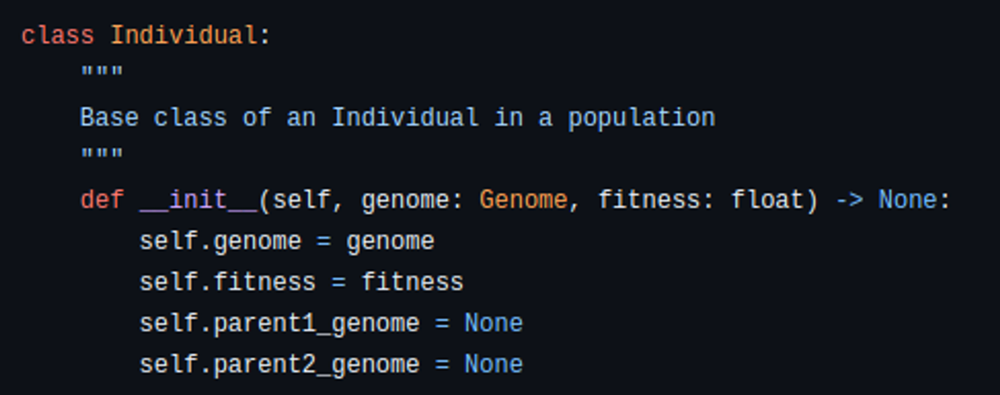 class Individual:
    """
    Base class of an Individual in a population
    """
    def __init__(self, genome: Genome, fitness: float) -> None:
        self.genome = genome
        self.fitness = fitness
        self.parent1_genome = None
        self.parent2_genome = None